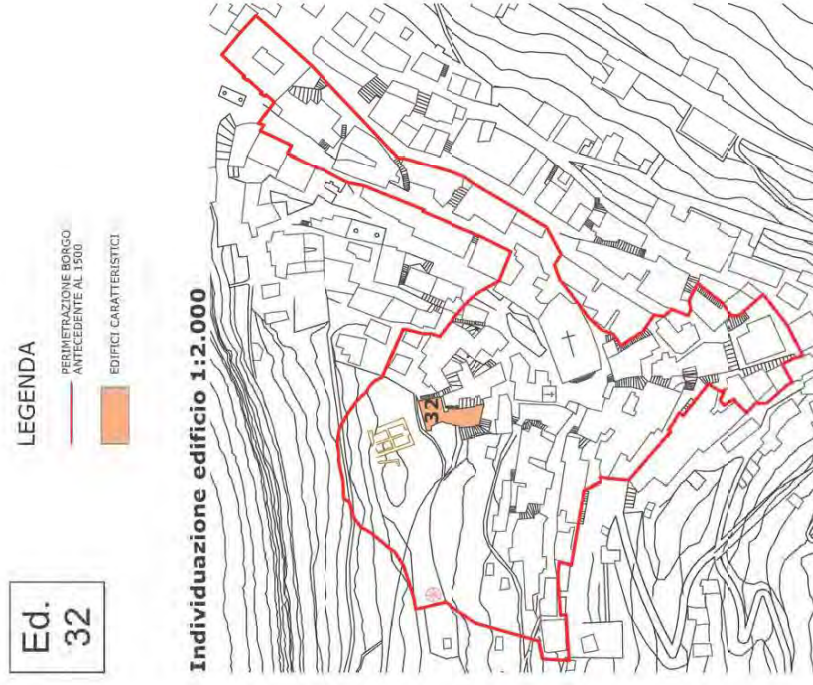 Ed.
32
LEGENDA
PERIMETRAZIONE BORGO
ANTECEDENTE AL 1500
EDIFICI CARATTERISTICI
Individuazione edificio 1:2.000
32